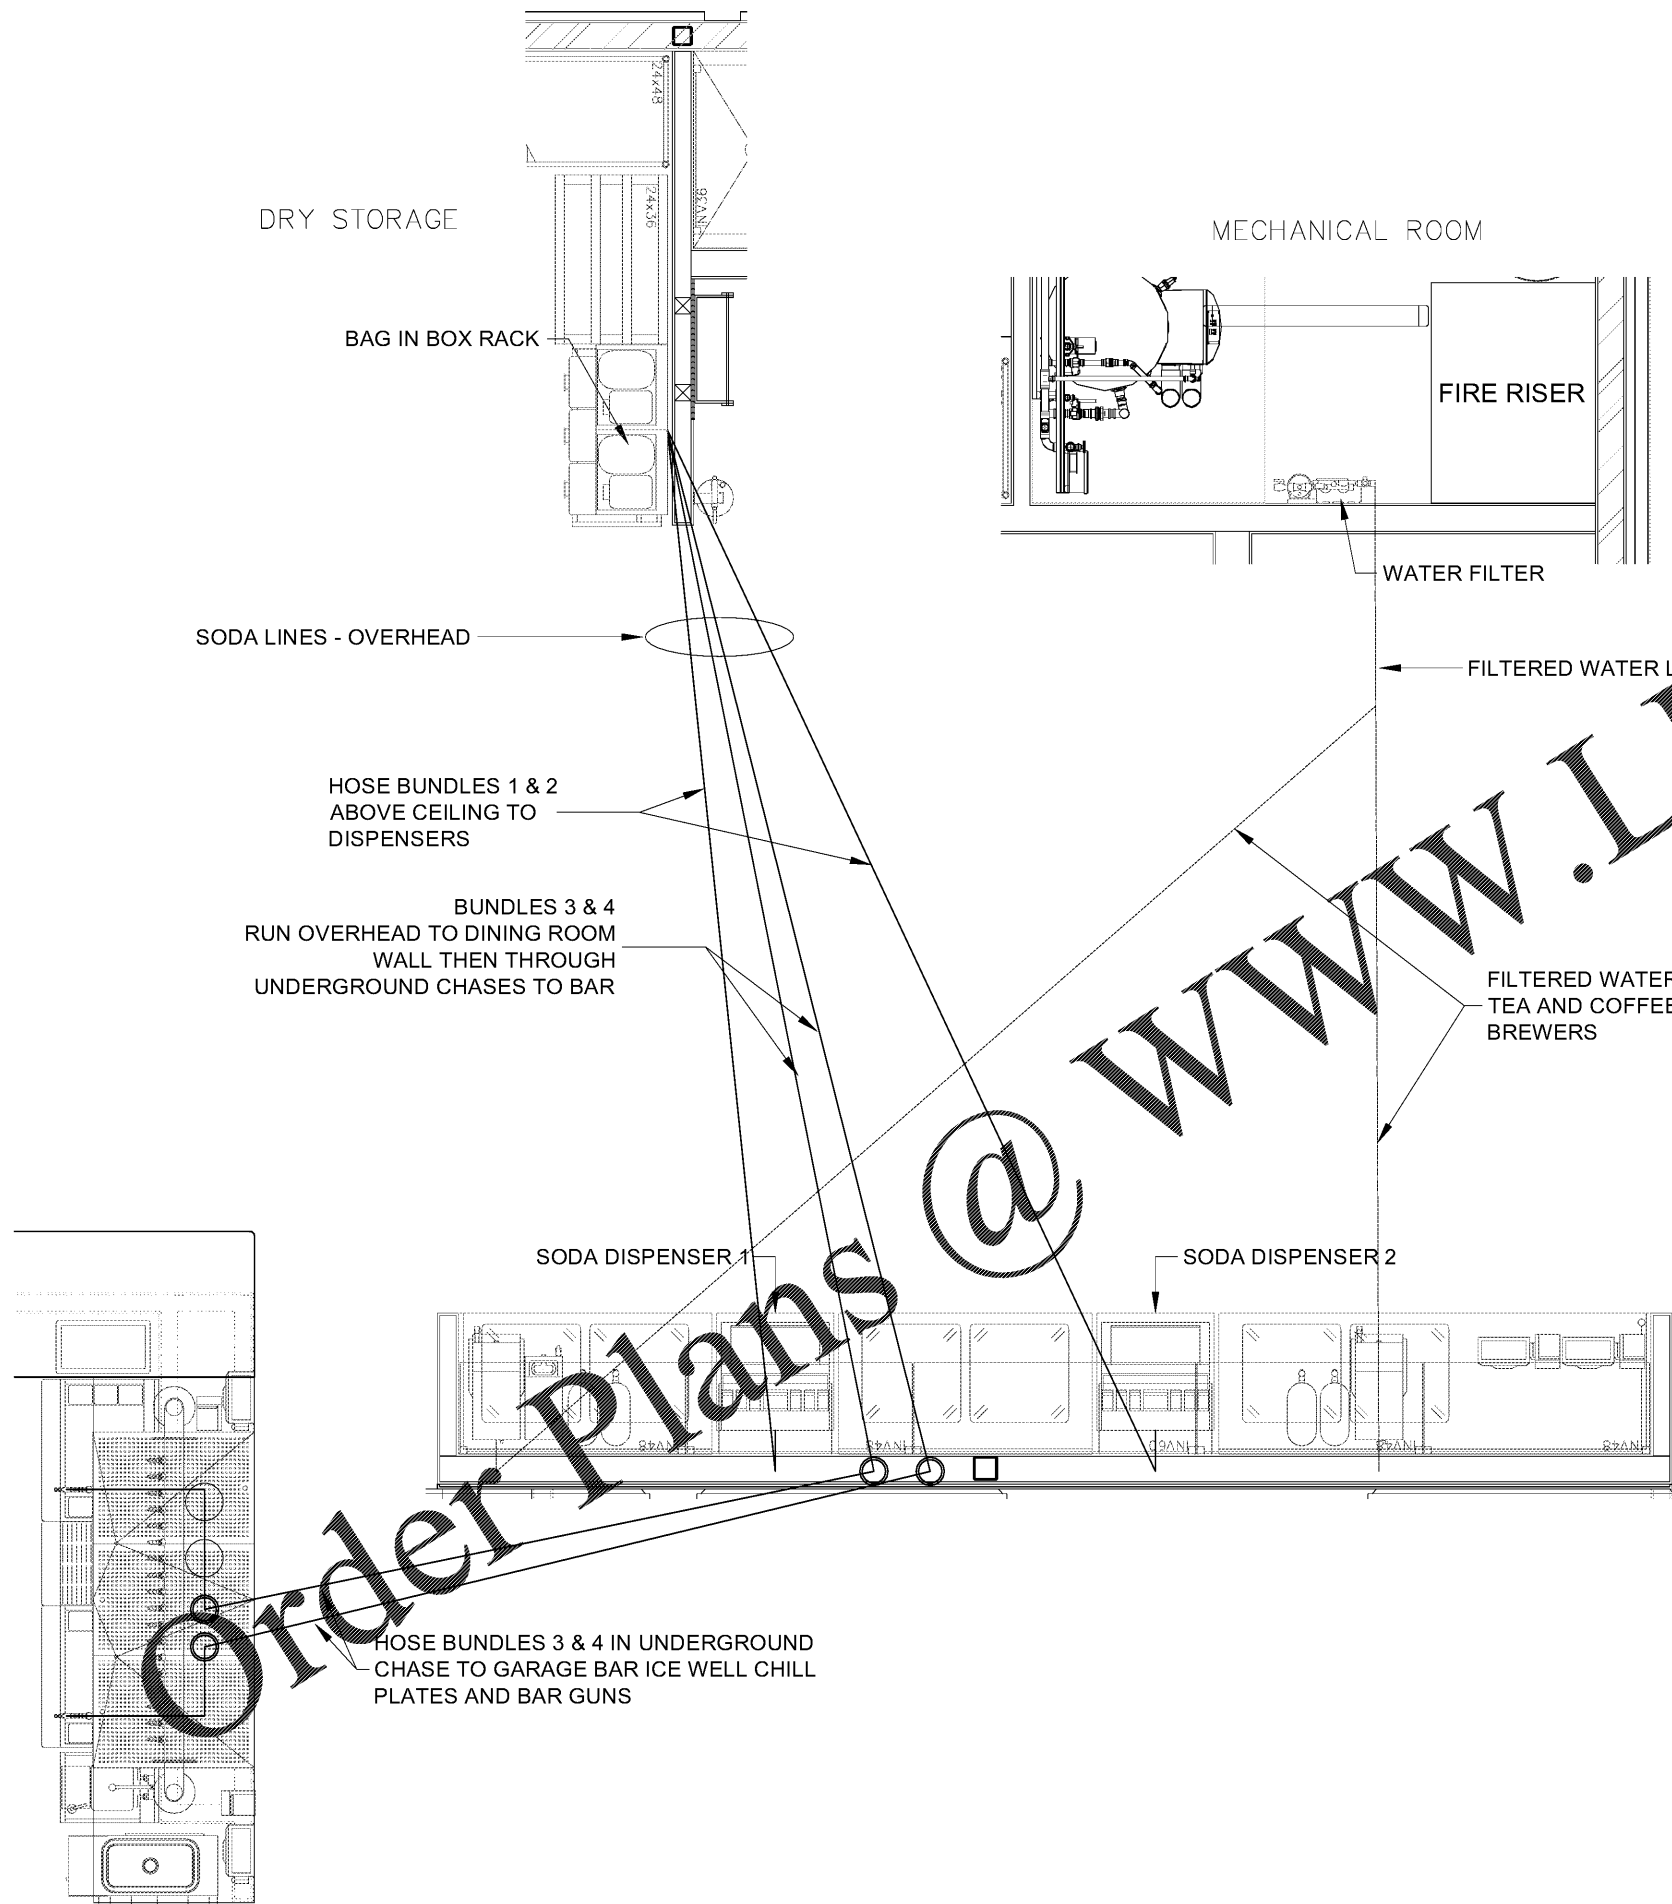 24x48
DRY STORAGE
24x36
MECHANICAL ROOM
BAG IN BOX RACK
FIRE RISER
WATER FILTER
SODA LINES - OVERHEAD
FILTERED WATER L
HOSE BUNDLES 1 & 2
ABOVE CEILING TO
DISPENSERS
BUNDLES 3 & 4
RUN OVERHEAD TO DINING ROOM
WALL THEN THROUGH
UNDERGROUND CHASES TO BAR
FILTERED WATER
TEA AND COFFEE
BREWERS
SODA DISPENSER 1
SODA DISPENSER 2
INV48
INV60
INV48
HOSE BUNDLES 3 & 4 IN UNDERGROUND
CHASE TO GARAGE BAR ICE WELL CHILL
PLATES AND BAR GUNS
Order Plans @ WWW.L